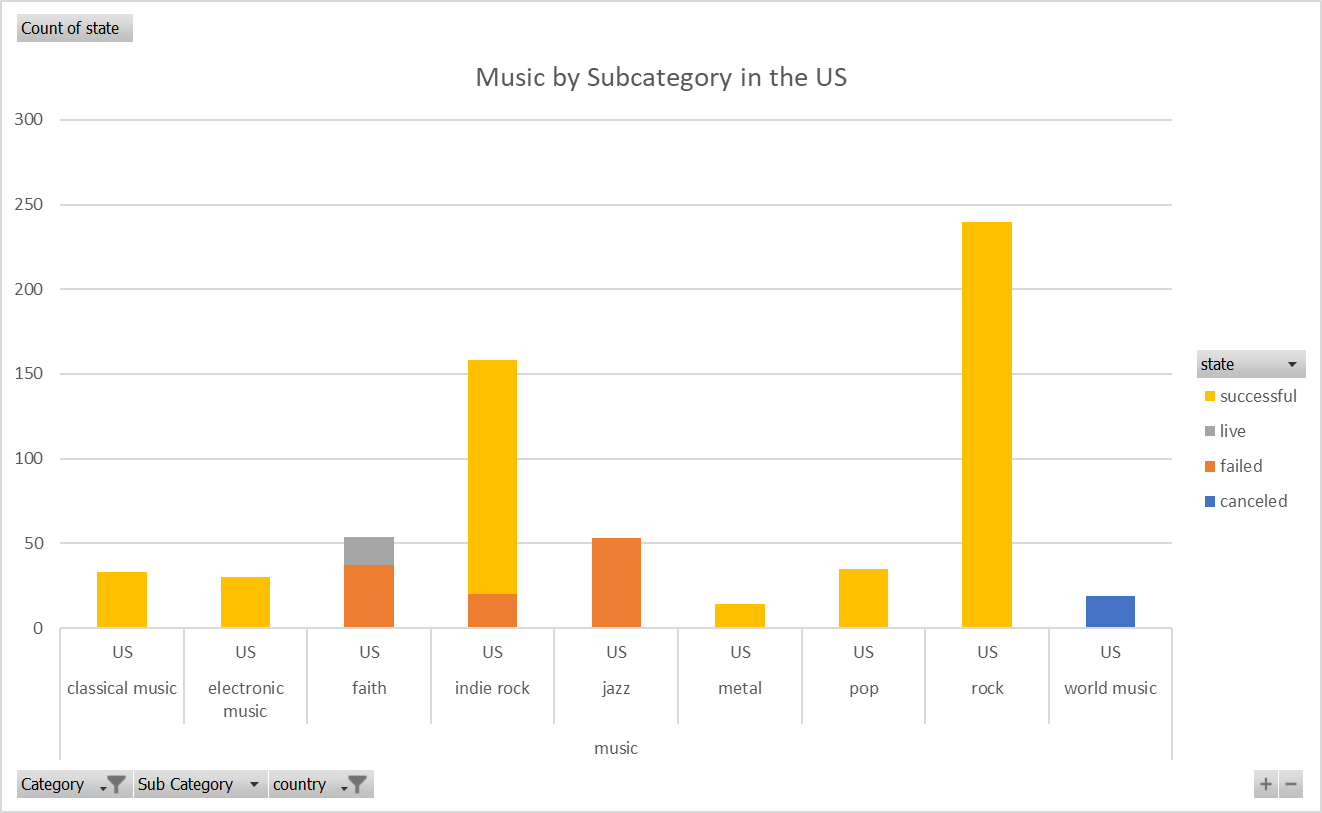 Count of state
Music by Subcategory in the US
300
250
200
150
100
50
0
state
successful
live
failed
canceled
US US US US US US US US US
classical music electronic music faith indie rock jazz metal pop rock world music
music
Category Sub Category country
+ −